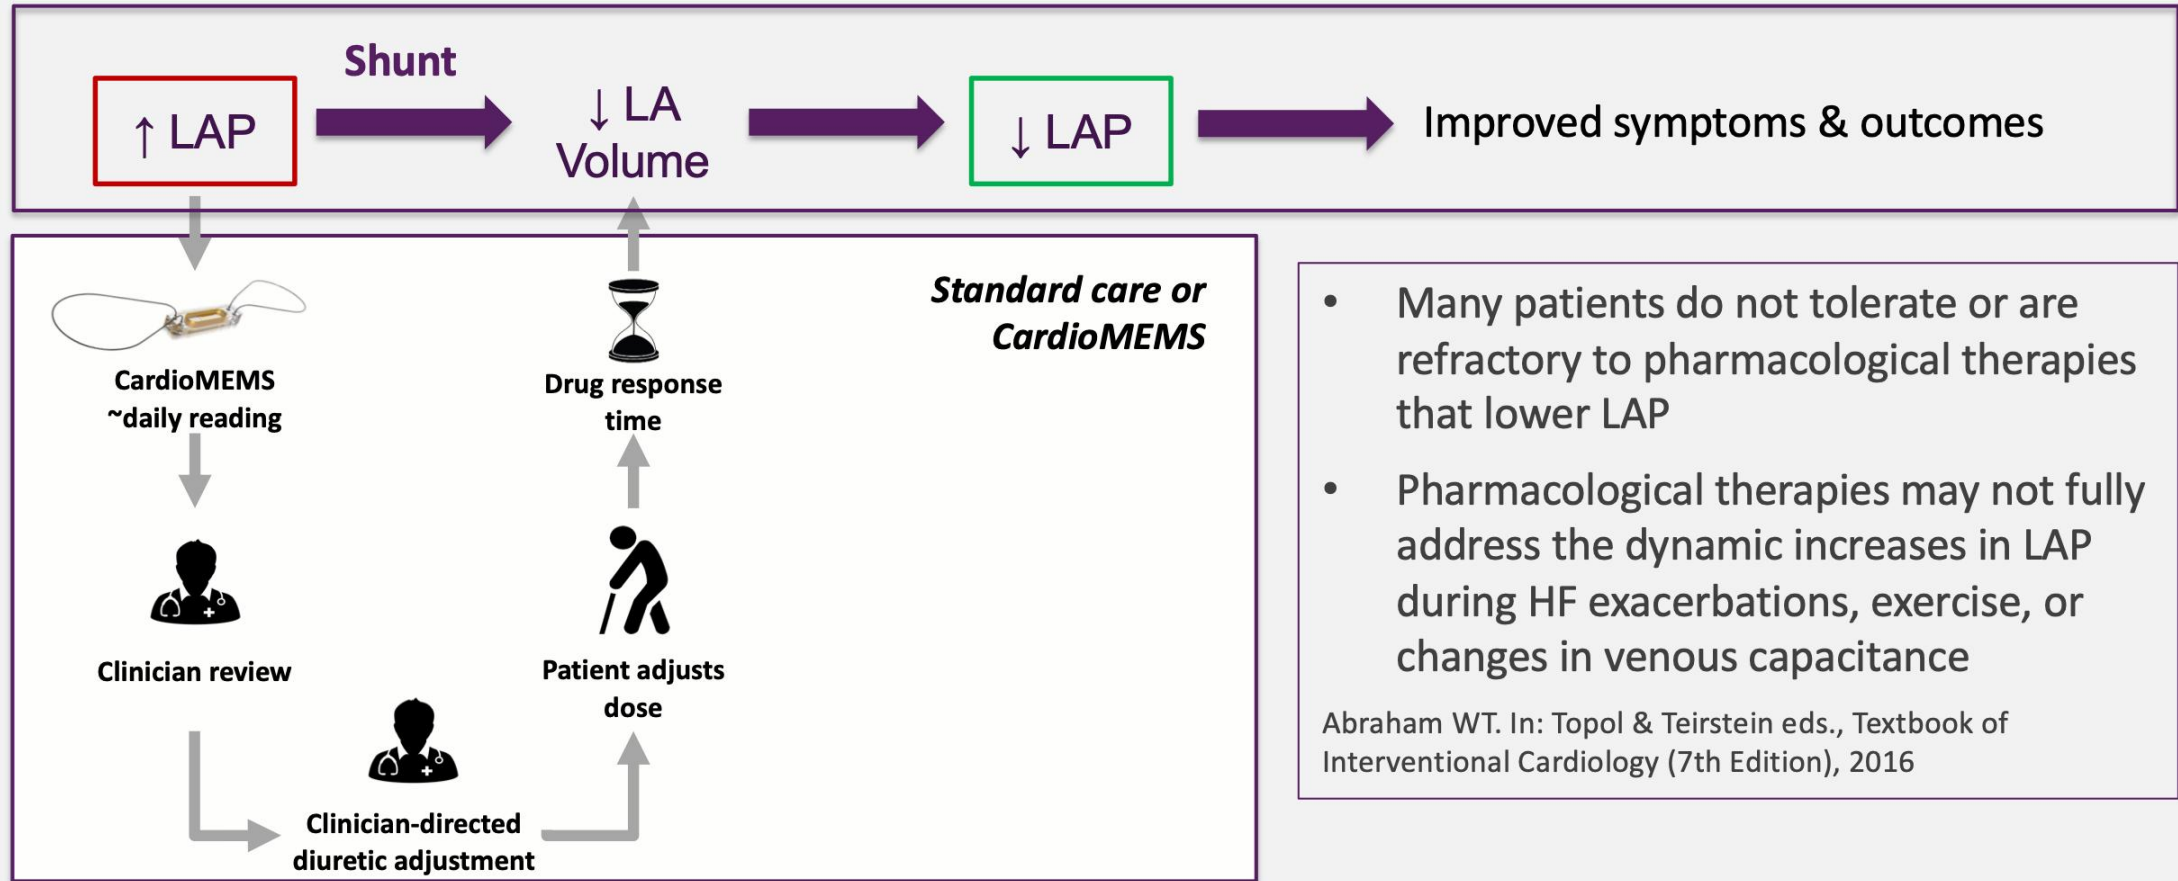 Shunt
↑ LAP
↓ LA
Volume
↓ LAP
Improved symptoms & outcomes
Standard care or
CardioMEMS
CardioMEMS
~daily reading
Clinician review
Clinician-directed
diuretic adjustment
Patient adjusts
dose
Drug response
time
• Many patients do not tolerate or are
refractory to pharmacological therapies
that lower LAP
• Pharmacological therapies may not fully
address the dynamic increases in LAP
during HF exacerbations, exercise, or
changes in venous capacitance
Abraham WT. In: Topol & Teirstein eds., Textbook of
Interventional Cardiology (7th Edition), 2016